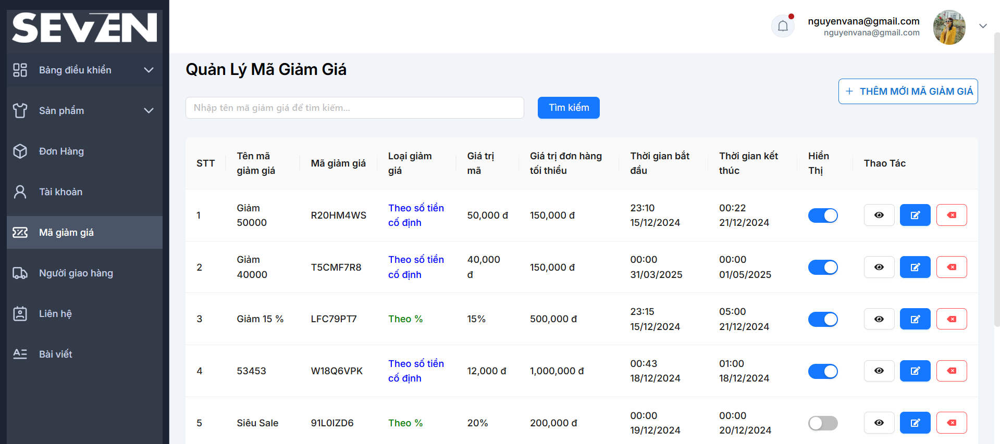 SEVEN
nguyenvana@gmail.com
nguyenvana@gmail.com
Bảng điều khiển
Sản phẩm
Đơn Hàng
Tài khoản
Mã giảm giá
Người giao hàng
Liên hệ
Bài viết
Quản Lý Mã Giảm Giá
THÊM MỚI MÃ GIẢM GIÁ
Nhập tên mã giảm giá để tìm kiếm...
Tìm kiếm
STT
Tên mã
giảm giá
Mã giảm giá
Loại giảm
giá
Giá trị
mã
Giá trị đơn hàng
tối thiểu
Thời gian bắt
đầu
Thời gian kết
thúc
Hiển
Thị
Thao Tác
1
Giảm
50000
R20HM4WS
Theo số tiền
cố định
50,000 đ
150,000 đ
23:10
15/12/2024
00:22
21/12/2024
2
Giảm
40000
T5CMF7R8
Theo số tiền
cố định
40,000
đ
150,000 đ
00:00
31/03/2025
00:00
01/05/2025
3
Giảm 15 %
LFC79PT7
Theo %
15%
500,000 đ
23:15
15/12/2024
05:00
21/12/2024
4
53453
W18Q6VPK
Theo số tiền
cố định
12,000 đ
1,000,000 đ
00:43
18/12/2024
01:00
18/12/2024
5
Siêu Sale
91L0IZD6
Theo %
20%
200,000 đ
00:00
19/12/2024
00:00
20/12/2024